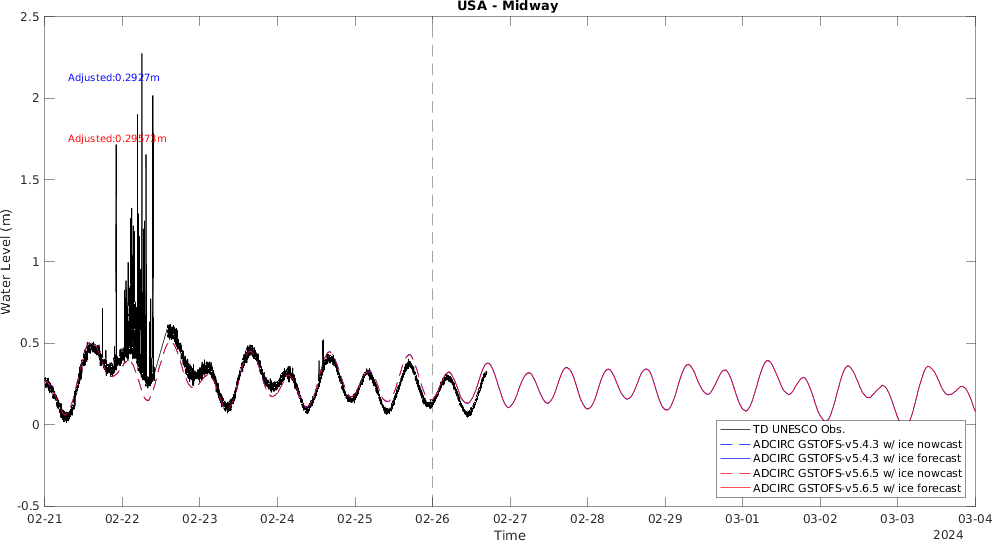 USA - Midway
2.5
2
1.5
1
0.5
0
-0.5
Water Level (m)
Adjusted:0.2927m
Adjusted:0.29573m
TD UNESCO Obs.
ADCIRC GSTOFS-v5.4.3 w/ ice nowcast
ADCIRC GSTOFS-v5.4.3 w/ ice forecast
ADCIRC GSTOFS-v5.6.5 w/ ice nowcast
ADCIRC GSTOFS-v5.6.5 w/ ice forecast
02-21 02-22 02-23 02-24 02-25 02-26 02-27 02-28 02-29 03-01 03-02 03-03 03-04
Time
2024